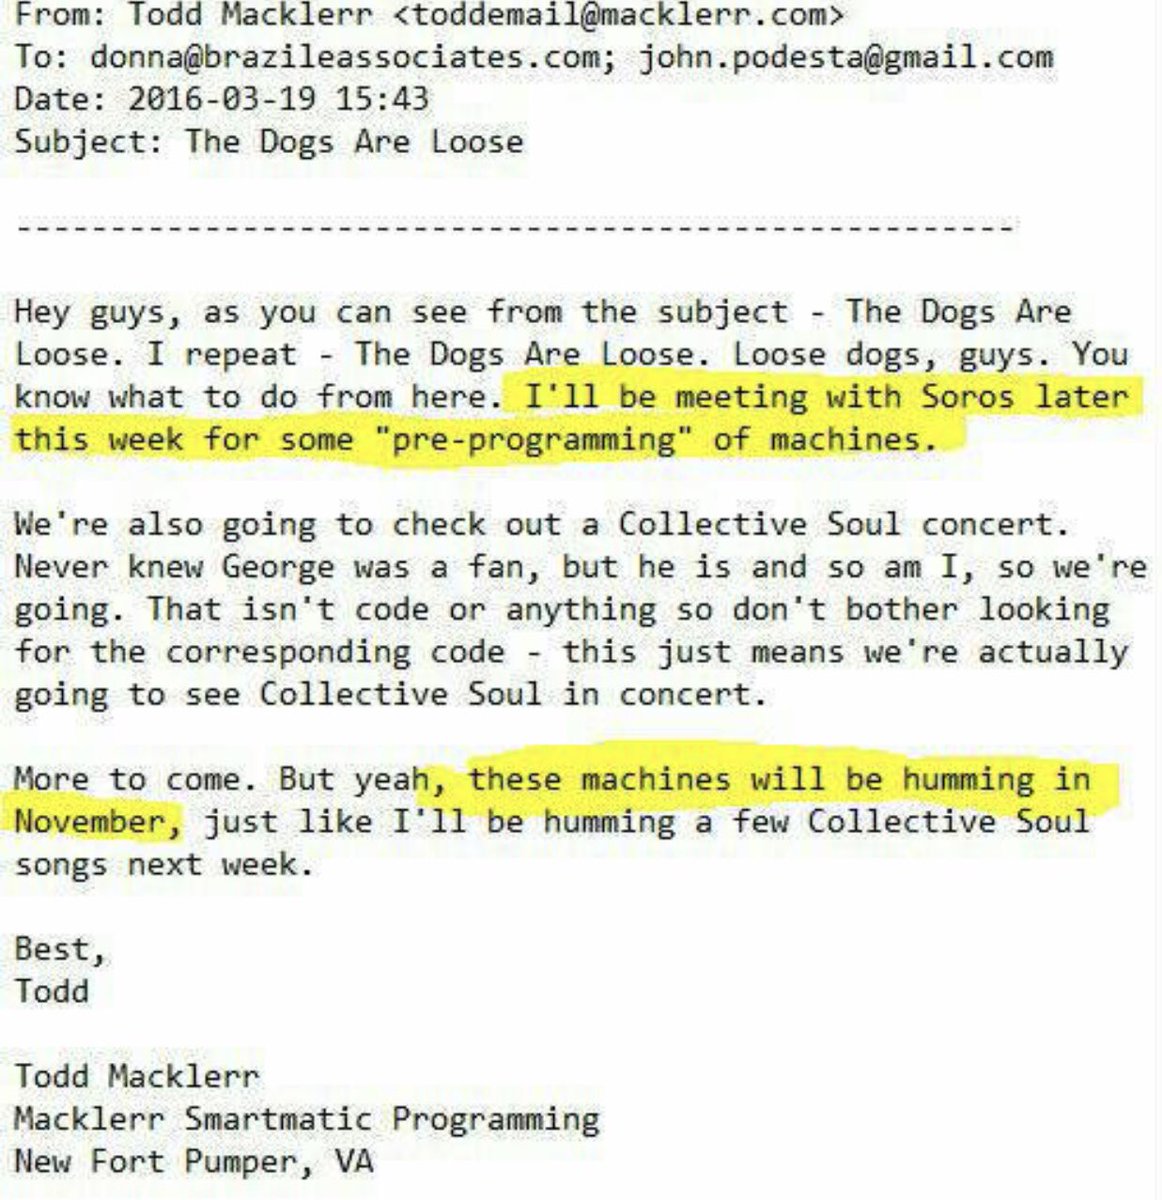 From: Todd Macklerr <toddemail@macklerr.com>
To: donna@brazileassociates.com; john.podesta@gmail.com
Date: 2016-03-19 15:43
Subject: The Dogs Are Loose
-----------------------------------------------------
Hey guys, as you can see from the subject - The Dogs Are
Loose. I repeat - The Dogs Are Loose. Loose dogs, guys. You
know what to do from here. I'll be meeting with Soros later
this week for some "pre-programming" of machines.
We're also going to check out a Collective Soul concert.
Never knew George was a fan, but he is and so am I, so we're
going. That isn't code or anything so don't bother looking
for the corresponding code - this just means we're actually
going to see Collective Soul in concert.
More to come. But yeah, these machines will be humming in
November, just like I'll be humming a few Collective Soul
songs next week.
Best,
Todd
Todd Macklerr
Macklerr Smartmatic Programming
New Fort Pumper, VA